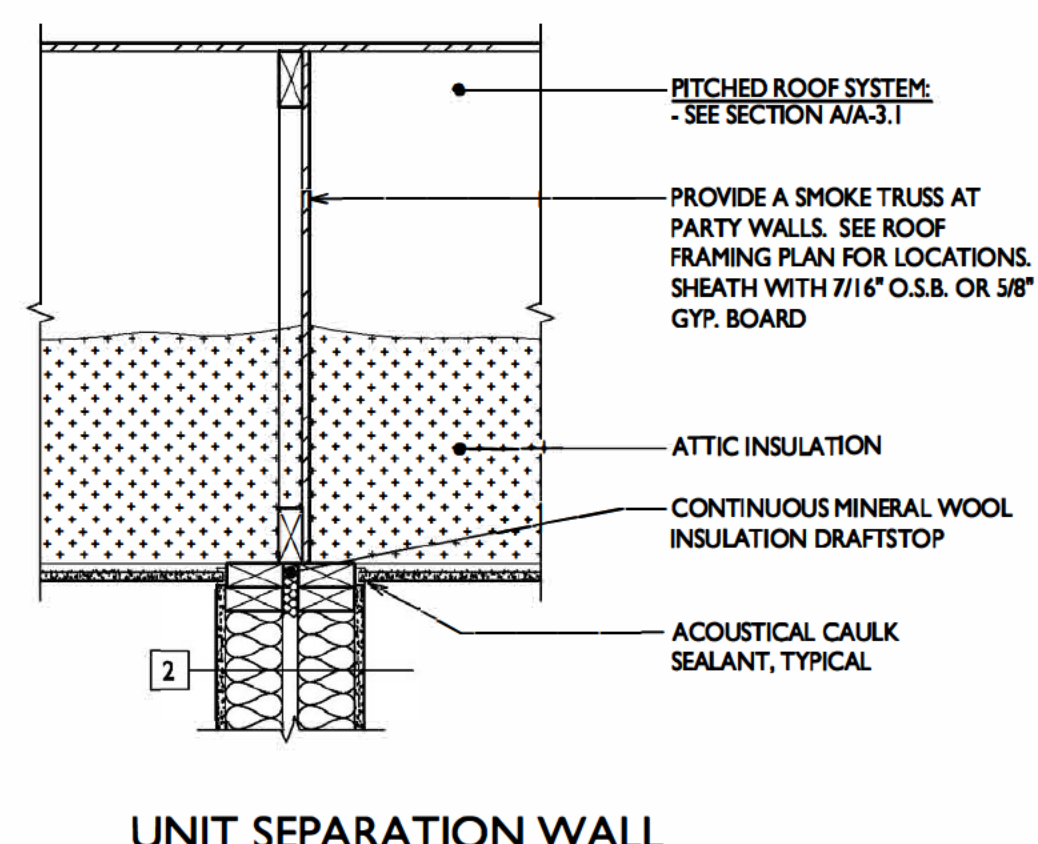 PITCHED ROOF SYSTEM:
- SEE SECTION A/A-3.1
PROVIDE A SMOKE TRUSS AT
PARTY WALLS. SEE ROOF
FRAMING PLAN FOR LOCATIONS.
SHEATH WITH 7/16" O.S.B. OR 5/8"
GYP. BOARD
ATTIC INSULATION
CONTINUOUS MINERAL WOOL
INSULATION DRAFTSTOP
ACOUSTICAL CAULK
SEALANT, TYPICAL
2
UNIT SEPARATION WALL